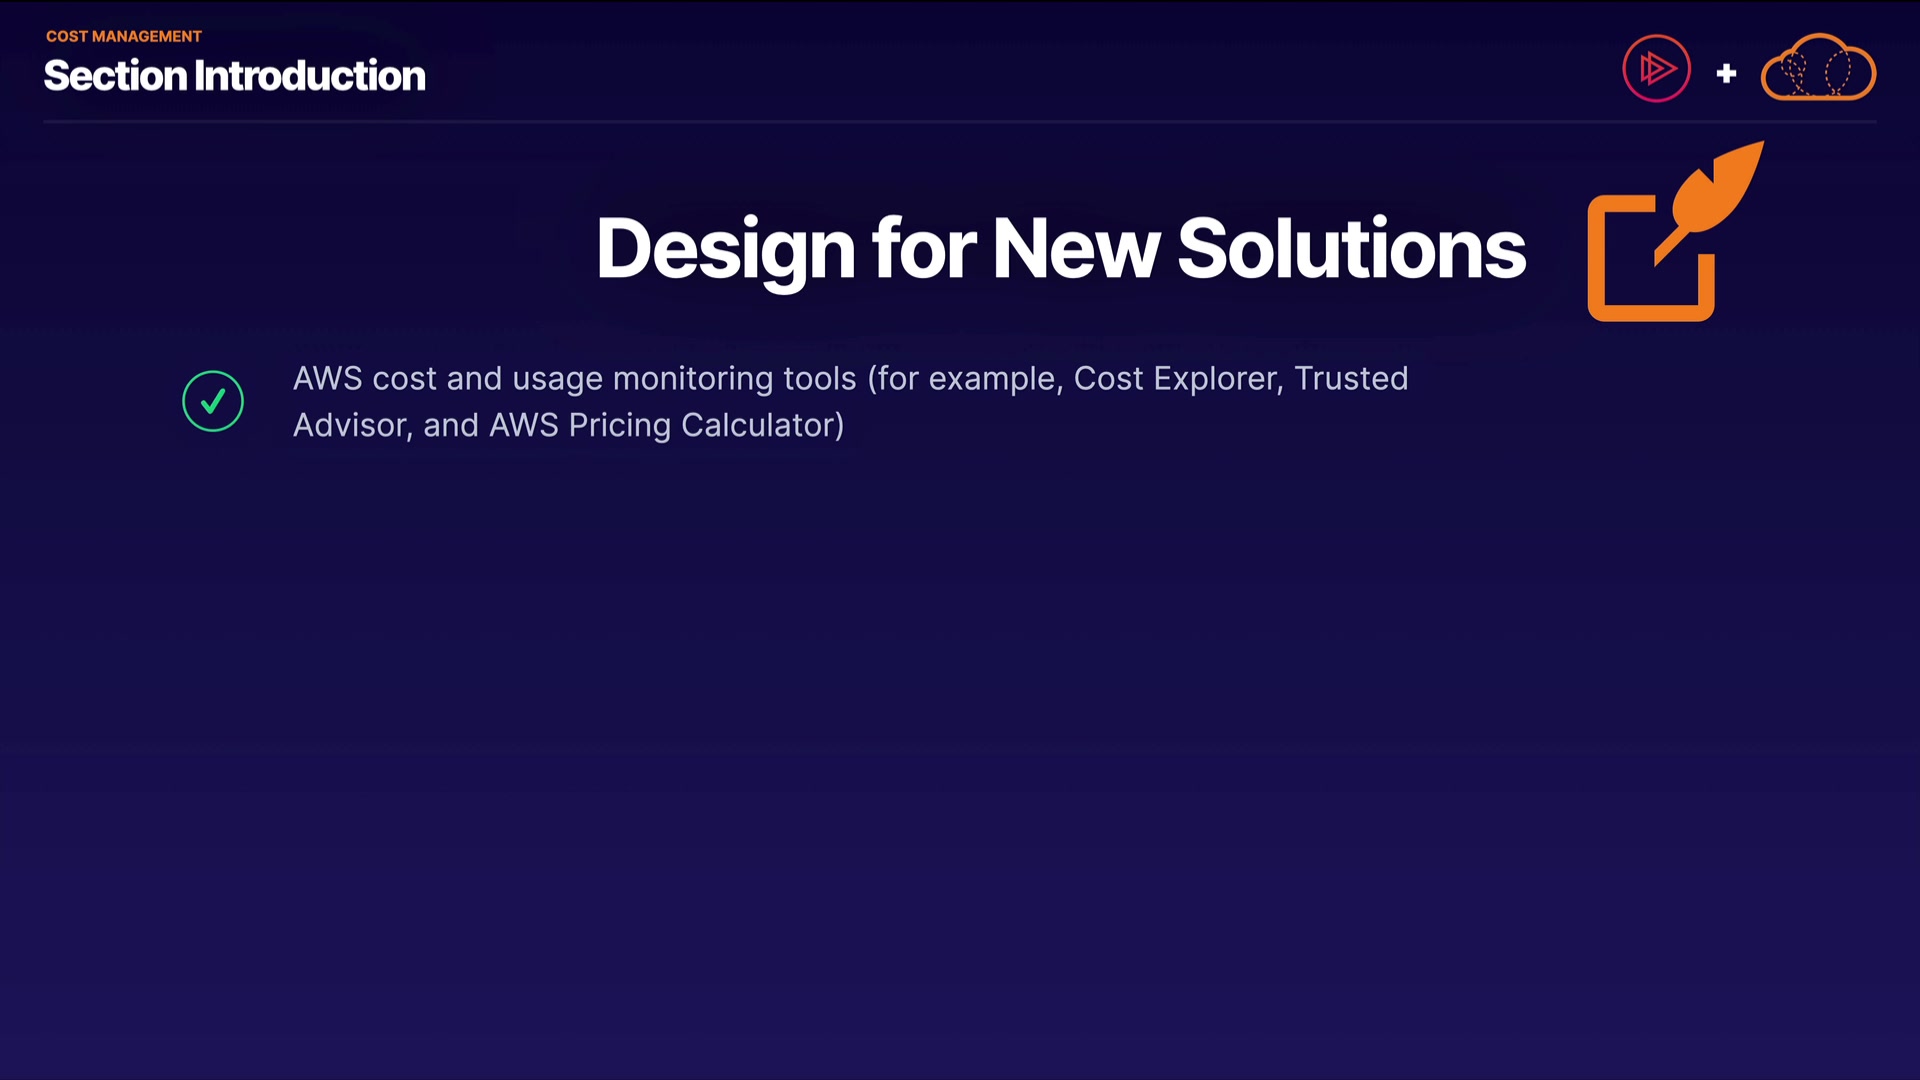 COST MANAGEMENT
Section Introduction
Design for New Solutions
AWS cost and usage monitoring tools (for example, Cost Explorer, Trusted
Advisor, and AWS Pricing Calculator)